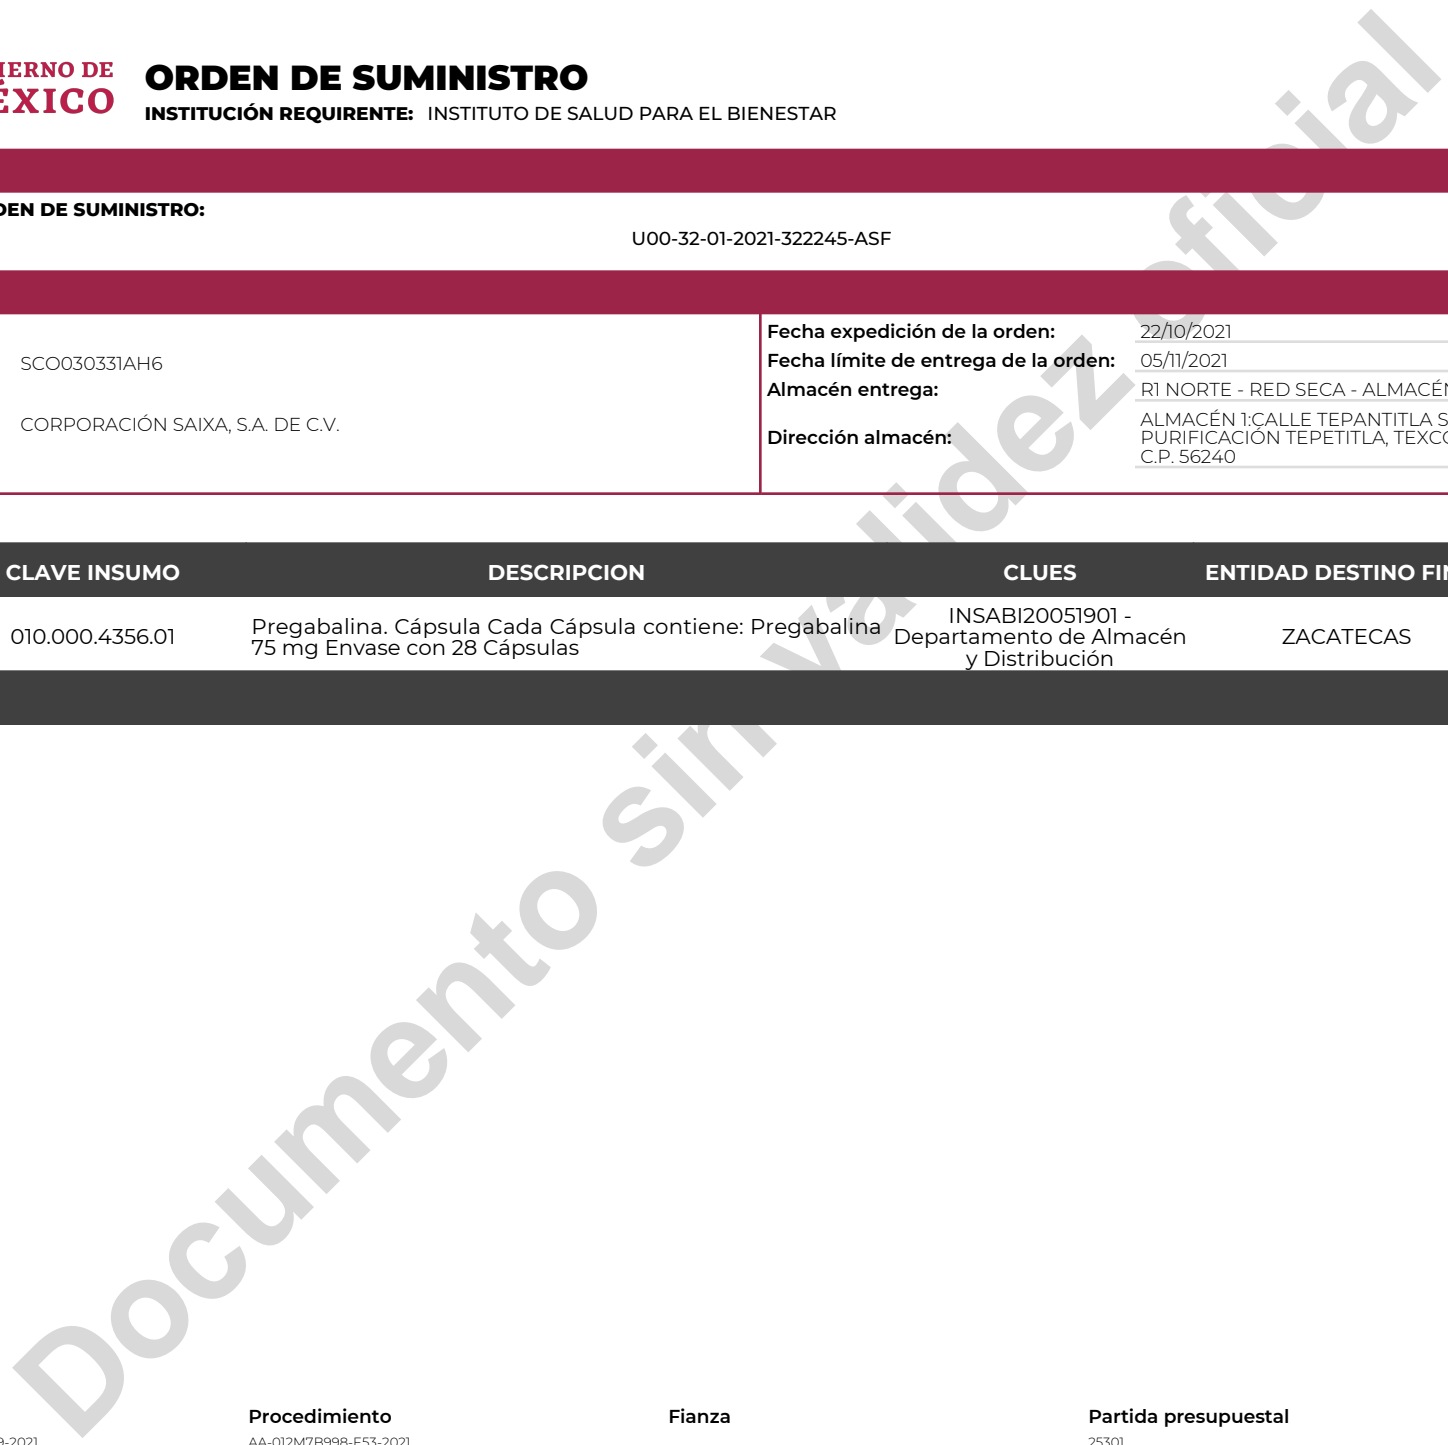 ORDEN DE SUMINISTRO
INSTITUCIÓN REQUIRENTE: INSTITUTO DE SALUD PARA EL BIENESTAR
DE
DE SUMINISTRO:
U00-32-01-2021-322245-ASF
SCO030331AH6
CORPORACIÓN SAIXA, S.A. DE C.V.
Fecha expedición de la orden: 22/10/2021
Fecha límite de entrega de la orden: 05/11/2021
Almacén entrega: R1 NORTE - RED SECA - ALMACÉN
Dirección almacén: ALMACÉN 1:CALLE TEPANTITLA
PURIFICACIÓN TEPETITLA,
C.P. 56240
CLAVE INSUMO DESCRIPCION CLUES ENTIDAD DESTINO
010.000.4356.01
Pregabalina. Cápsula Cada Cápsula contiene: Pregabalina
75 mg Envase con 28 Cápsulas
INSABI20051901 -
Departamento de Almacén
y Distribución
ZACATECAS
Procedimiento Fianza Partida presupuestal
AA-012M7B998-E53-2021 25301
Documento sin validez oficial